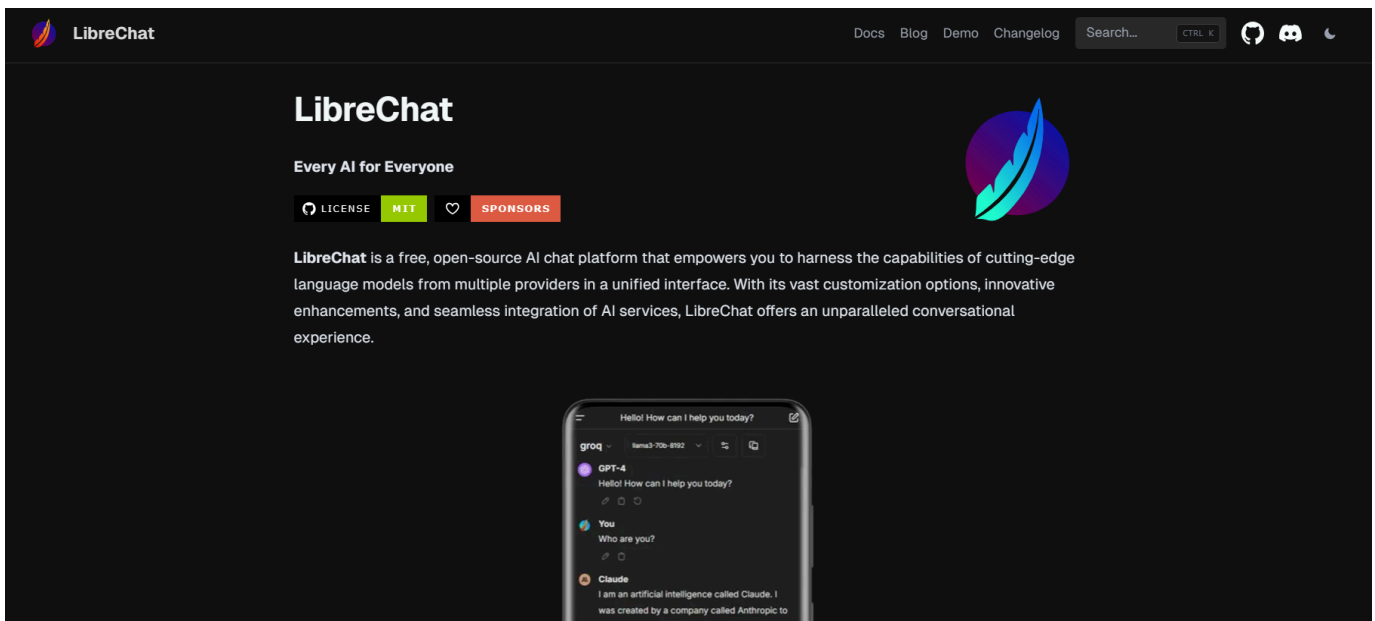 LibreChat
Docs Blog Demo Changelog Search... CTRL K
LibreChat
Every AI for Everyone
LICENSE MIT SPONSORS
LibreChat is a free, open-source AI chat platform that empowers you to harness the capabilities of cutting-edge
language models from multiple providers in a unified interface. With its vast customization options, innovative
enhancements, and seamless integration of AI services, LibreChat offers an unparalleled conversational
experience.
Hello! How can I help you today?
groq llama3-70b-8192
GPT-4
Hello! How can I help you today?
You
Who are you?
Claude
I am an artificial intelligence called Claude. I
was created by a company called Anthropic to